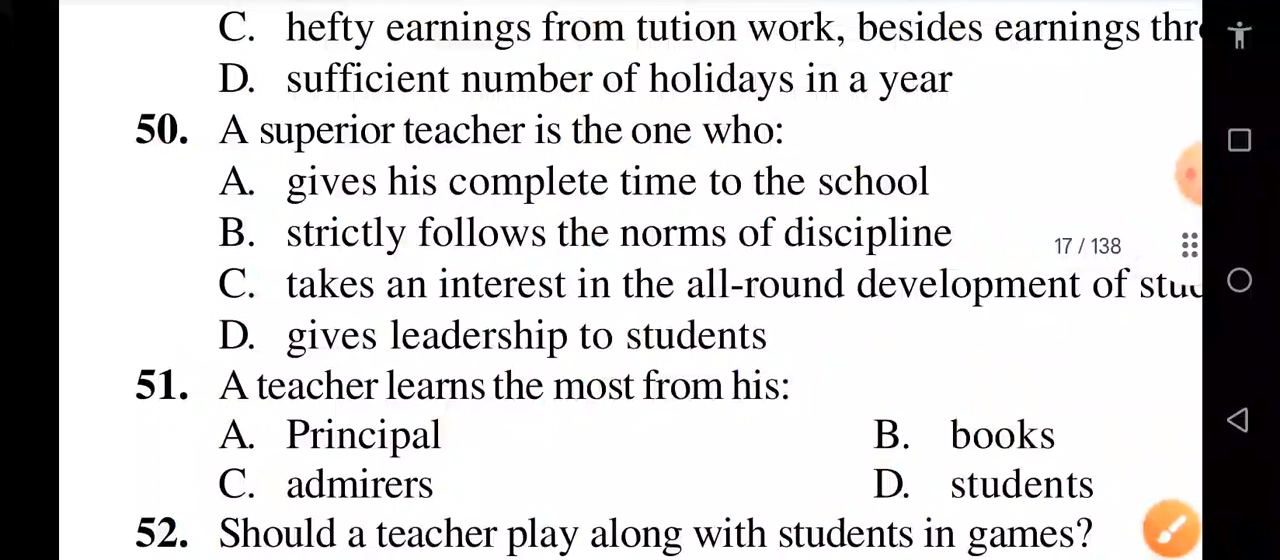 C. hefty earnings from tution work, besides earnings
D. sufficient number of holidays in a year
50. A superior teacher is the one who:
A. gives his complete time to the school
B. strictly follows the norms of discipline
17 / 138
C. takes an interest in the all-round development of
D. gives leadership to students
51. A teacher learns the most from his:
A. Principal B. books
C. admirers D. students
52. Should a teacher play along with students in games?